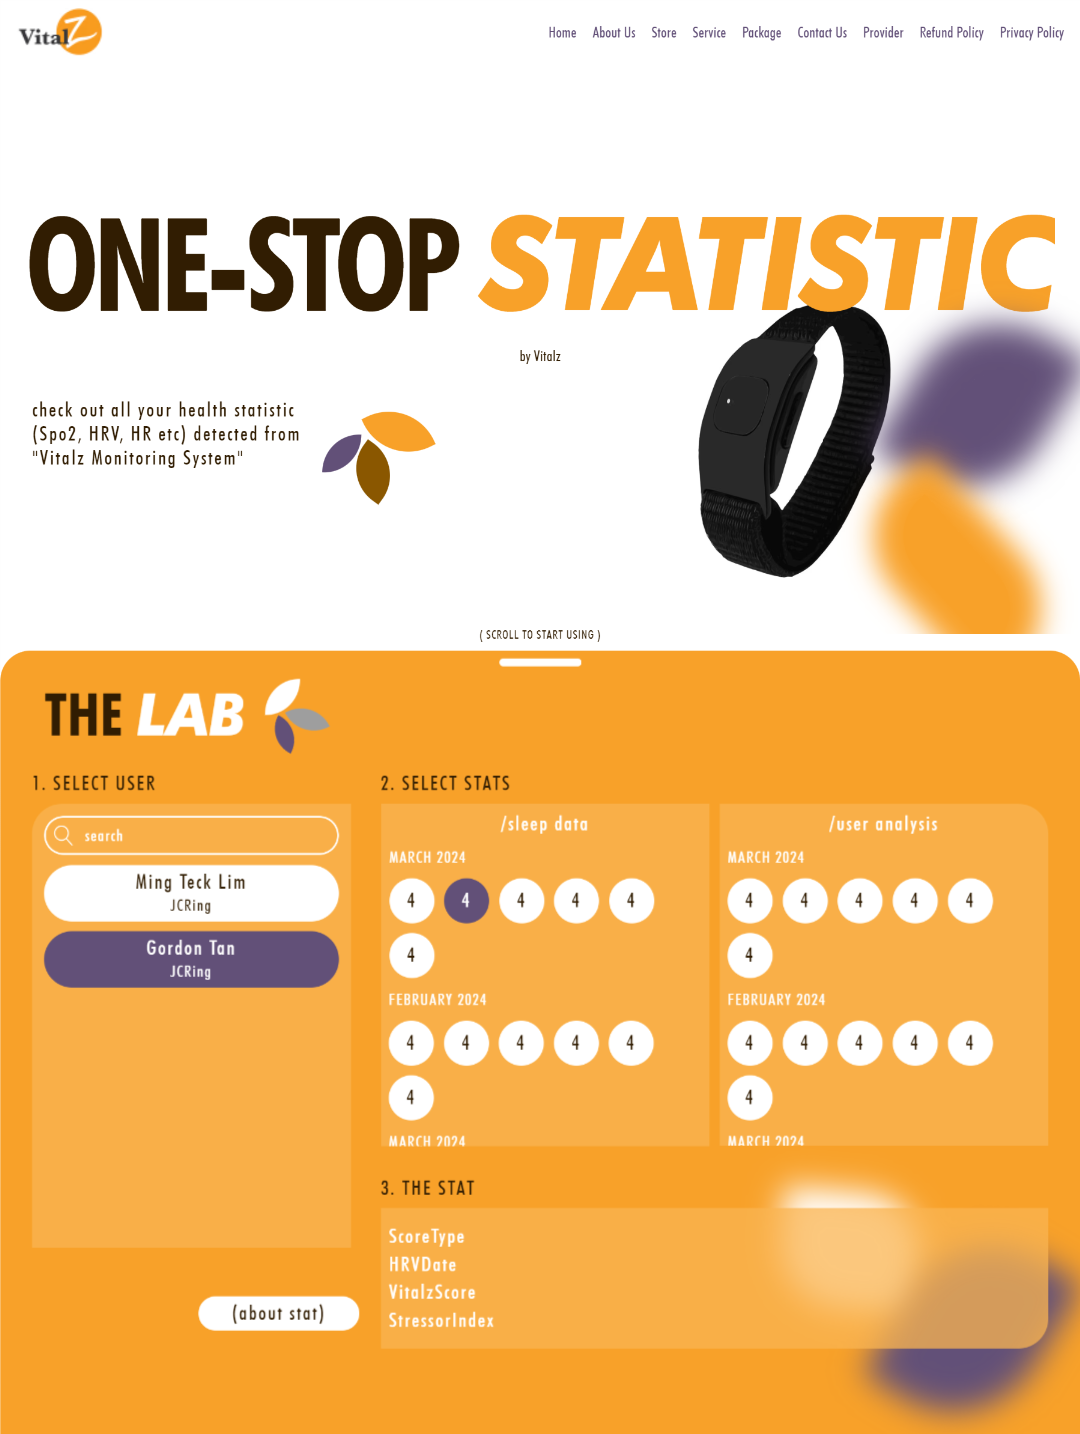 VitalZ
Home About Us Store Service Package Contact Us Provider Refund Policy Privacy Policy
ONE-STOP STATISTIC
by Vitalz
check out all your health statistic
(Spo2, HRV, HR etc) detected from
"Vitalz Monitoring System"
( SCROLL TO START USING )
THE LAB
1. SELECT USER
search
Ming Teck Lim
JCRing
Gordon Tan
JCRing
2. SELECT STATS
/sleep data
MARCH 2024
4 4 4 4 4
4
FEBRUARY 2024
4 4 4 4 4
4
MARCH 2024
/user analysis
MARCH 2024
4 4 4 4 4
4
FEBRUARY 2024
4 4 4 4 4
4
MARCH 2024
3. THE STAT
ScoreType
HRVDate
VitalzScore
StressorIndex
(about stat)